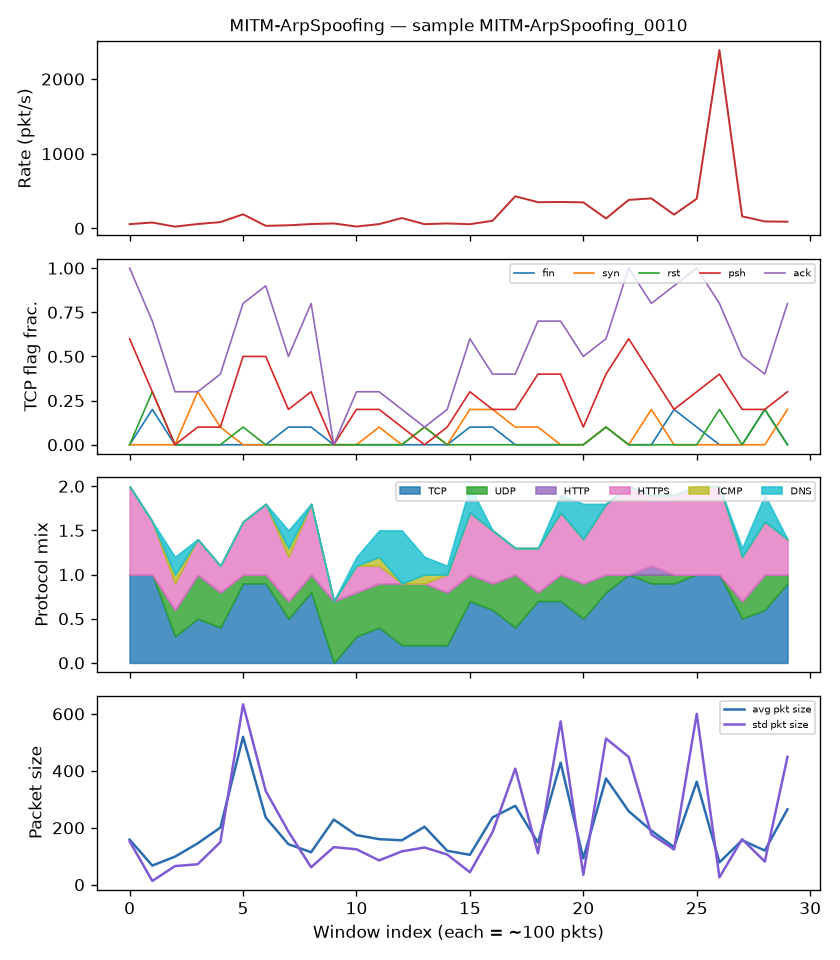 MITM-ArpSpoofing — sample MITM-ArpSpoofing_0010
Rate (pkt/s)
2000
1000
0
TCP flag frac.
1.00
0.75
0.50
0.25
0.00
fin syn rst psh ack
Protocol mix
2.0
1.5
1.0
0.5
0.0
TCP UDP HTTP HTTPS ICMP DNS
Packet size
600
400
200
0
avg pkt size
std pkt size
0 5 10 15 20 25 30
Window index (each = ~100 pkts)